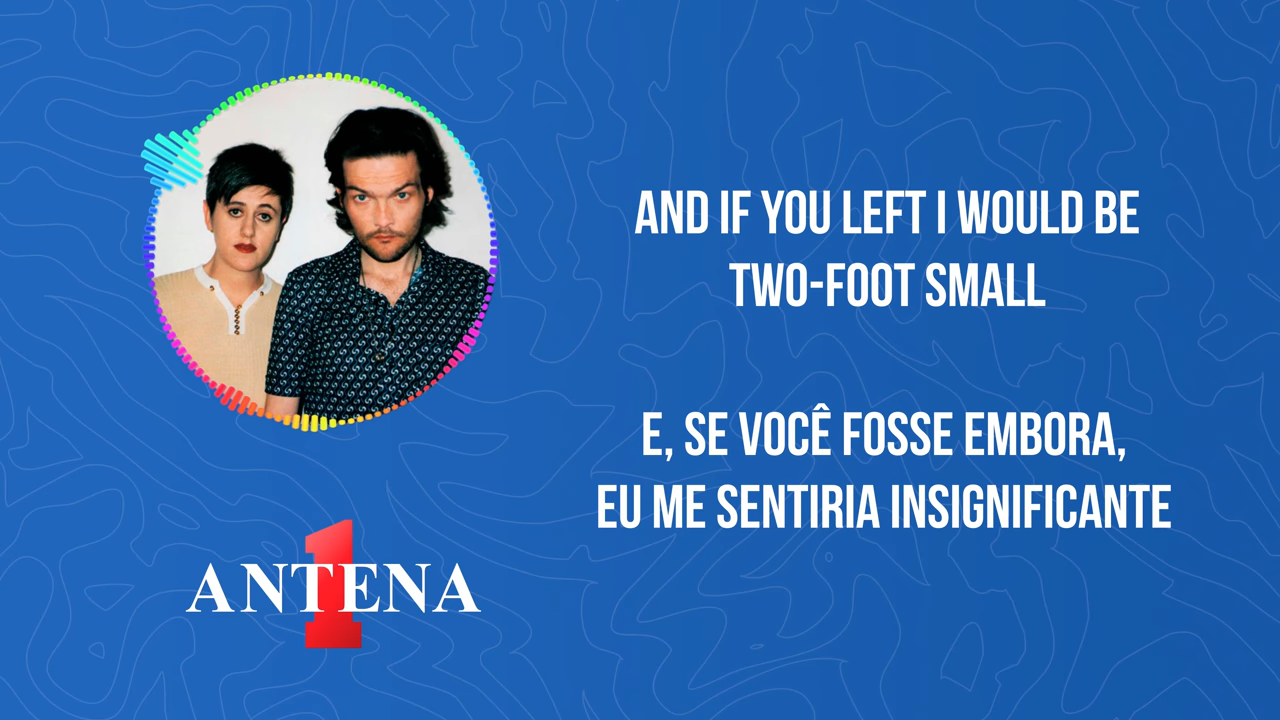 AND IF YOU LEFT I WOULD BE
TWO-FOOT SMALL
E, SE VOCÊ FOSSE EMBORA,
EU ME SENTIRIA INSIGNIFICANTE
ANTENA 1